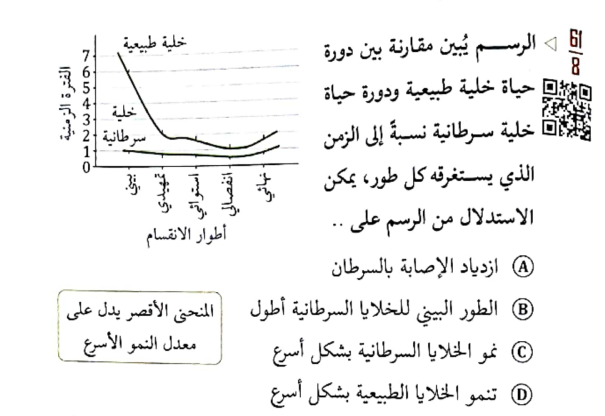 61
8
الرسم يُبين مقارنة بين دورة
حياة خلية طبيعية ودورة حياة
خلية سرطانية نسبةً إلى الزمن
الذي يستغرقه كل طور، يمكن
الاستدلال من الرسم على ..
خلية طبيعية
خلية
سرطانية
الفترة الزمنية
7
6
5
4
3
2
1
0
بيني
تمهيدي
استوائي
انفصالي
نهائي
أطوار الانقسام
A ازدياد الإصابة بالسرطان
B الطور البيني للخلايا السرطانية أطول
C نمو الخلايا السرطانية بشكل أسرع
D تنمو الخلايا الطبيعية بشكل أسرع
المنحنى الأقصر يدل على
معدل النمو الأسرع